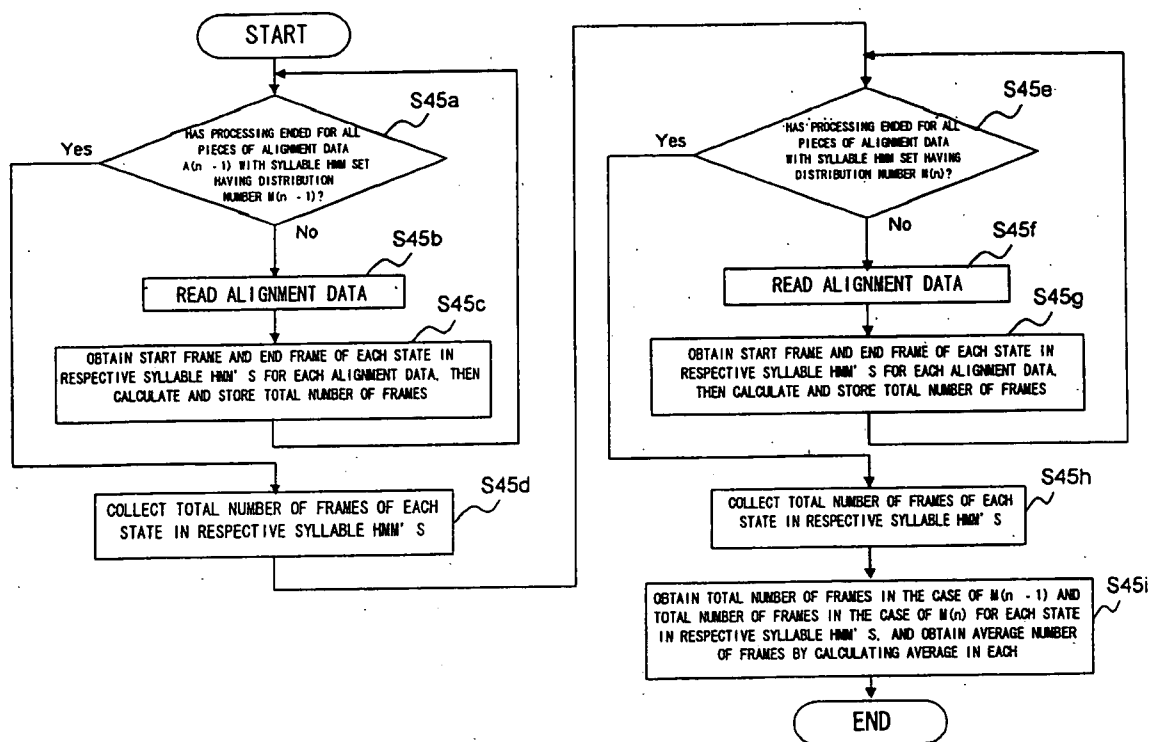 START
S45a
HAS PROCESSING ENDED FOR ALL
PIECES OF ALIGNMENT DATA
A(n - 1) WITH SYLLABLE HMM SET
HAVING DISTRIBUTION
NUMBER M(n - 1)?
Yes
No
S45b
READ ALIGNMENT DATA
S45c
OBTAIN START FRAME AND END FRAME OF EACH STATE IN
RESPECTIVE SYLLABLE HMM' S FOR EACH ALIGNMENT DATA, THEN
CALCULATE AND STORE TOTAL NUMBER OF FRAMES
S45d
COLLECT TOTAL NUMBER OF FRAMES OF EACH
STATE IN RESPECTIVE SYLLABLE HMM' S
S45e
HAS PROCESSING ENDED FOR ALL
PIECES OF ALIGNMENT DATA
WITH SYLLABLE HMM SET HAVING
DISTRIBUTION NUMBER M(n)?
Yes
No
S45f
READ ALIGNMENT DATA
S45g
OBTAIN START FRAME AND END FRAME OF EACH STATE IN
RESPECTIVE SYLLABLE HMM' S FOR EACH ALIGNMENT DATA,
THEN CALCULATE AND STORE TOTAL NUMBER OF FRAMES
S45h
COLLECT TOTAL NUMBER OF FRAMES OF EACH
STATE IN RESPECTIVE SYLLABLE HMM' S
S45i
OBTAIN TOTAL NUMBER OF FRAMES IN THE CASE OF M(n - 1) AND
TOTAL NUMBER OF FRAMES IN THE CASE OF M(n) FOR EACH STATE
IN RESPECTIVE SYLLABLE HMM' S, AND OBTAIN AVERAGE NUMBER
OF FRAMES BY CALCULATING AVERAGE IN EACH
END